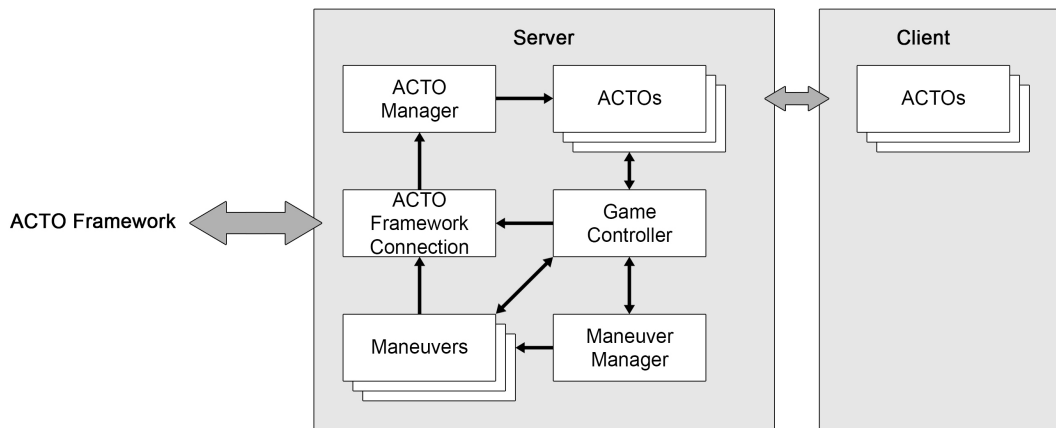 Server
Client
ACTO
Manager
ACTOs
ACTOs
ACTO Framework
ACTO
Framework
Connection
Game
Controller
Maneuvers
Maneuver
Manager